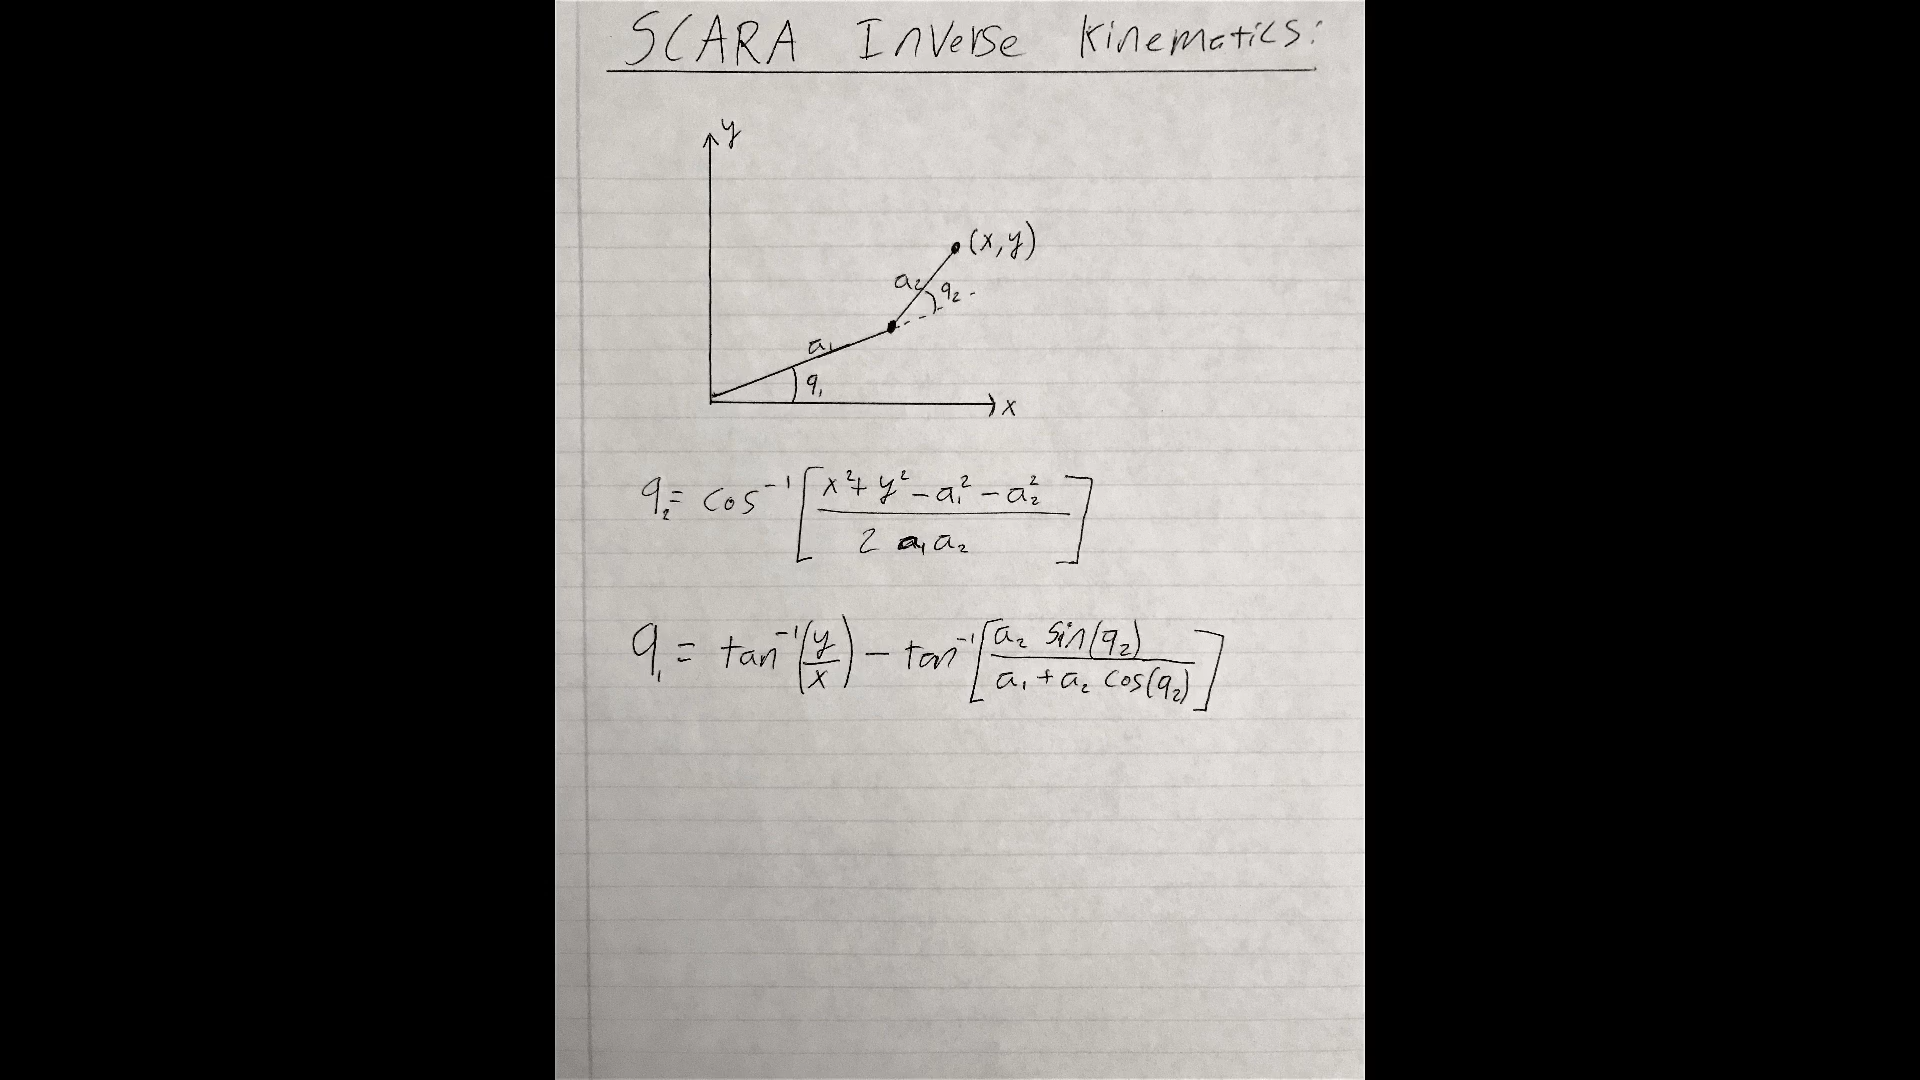 SCARA Inverse Kinematics:
y
(x,y)
a₂ q₂
a₁
q₁
x
q₂ = cos⁻¹[(x² + y² - a₁² - a₂²) / (2 a₁ a₂)]
q₁ = tan⁻¹(y/x) - tan⁻¹[(a₂ sin(q₂)) / (a₁ + a₂ cos(q₂))]